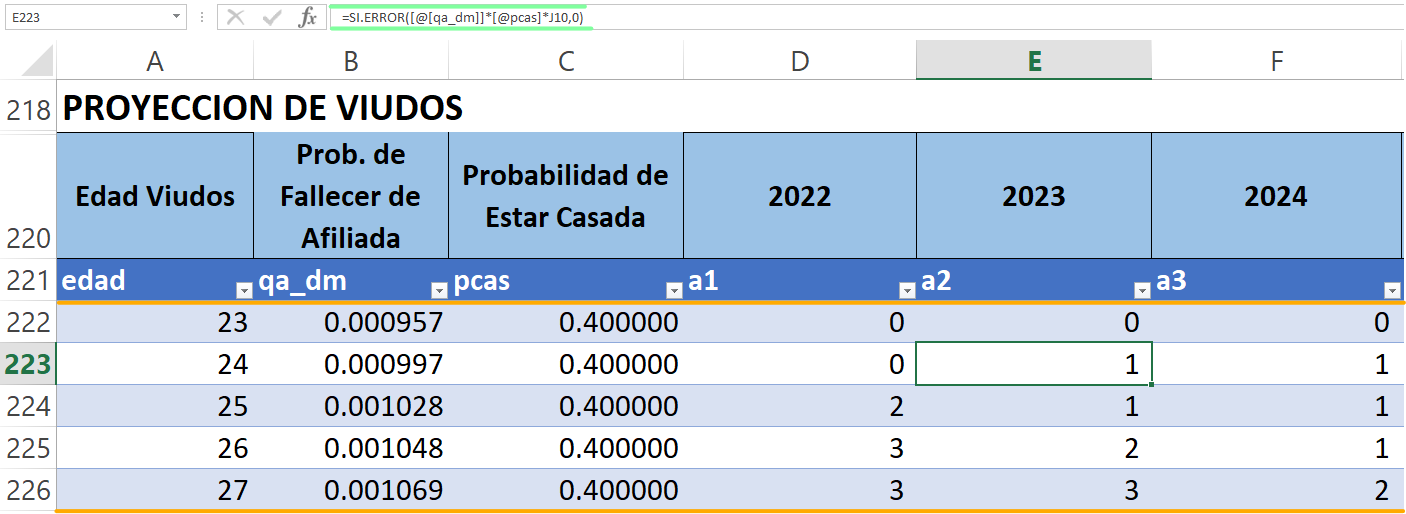 E223 fx =SI.ERROR([@[qa_dm]]*[@pcas]*J10,0)
A B C D E F
218 PROYECCION DE VIUDOS
220 Edad Viudos Prob. de Fallecer de Afiliada Probabilidad de Estar Casada 2022 2023 2024
221 edad qa_dm pcas a1 a2 a3
222 23 0.000957 0.400000 0 0 0
223 24 0.000997 0.400000 0 1 1
224 25 0.001028 0.400000 2 1 1
225 26 0.001048 0.400000 3 2 1
226 27 0.001069 0.400000 3 3 2